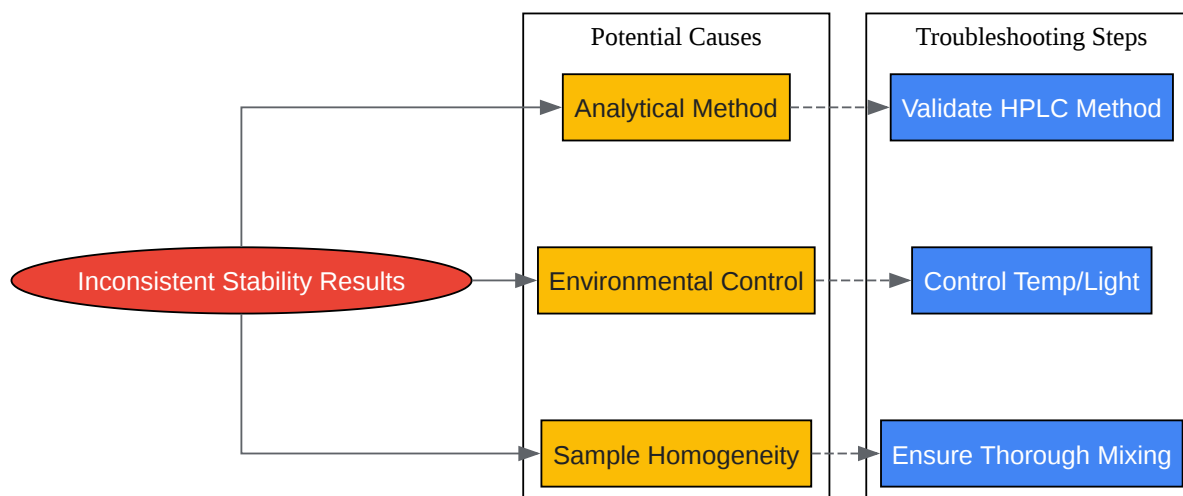 Potential Causes
Troubleshooting Steps
Analytical Method
Validate HPLC Method
Inconsistent Stability Results
Environmental Control
Control Temp/Light
Sample Homogeneity
Ensure Thorough Mixing